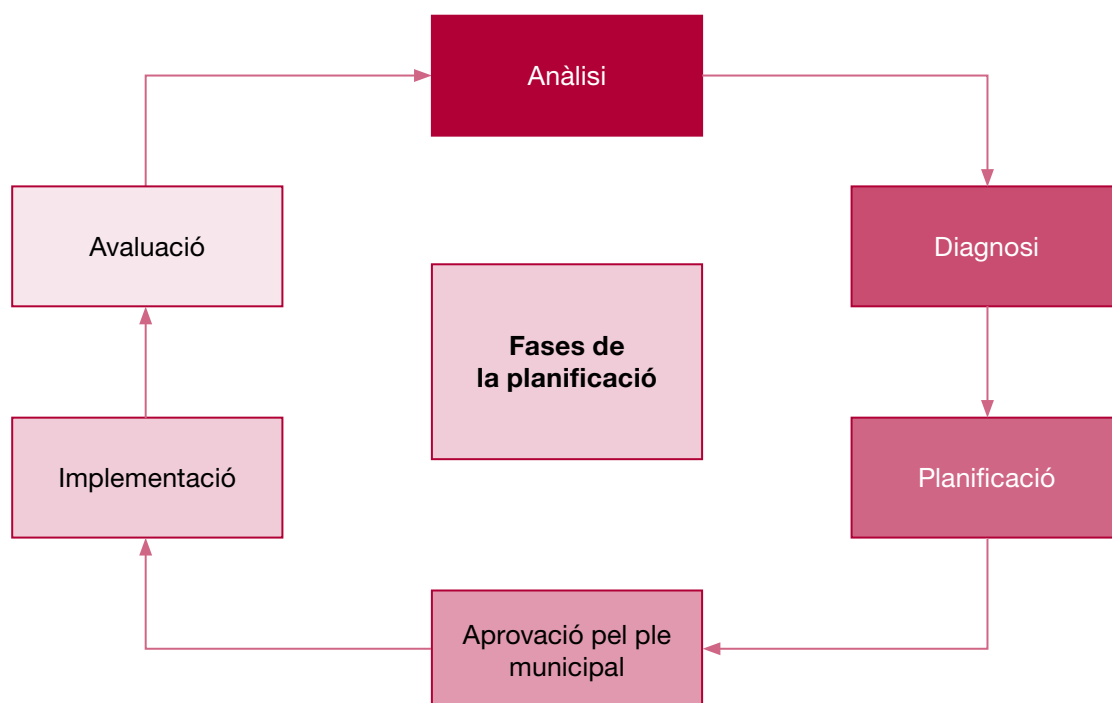 Anàlisi
Diagnosi
Planificació
Aprovació pel ple
municipal
Implementació
Avaluació
Fases de
la planificació